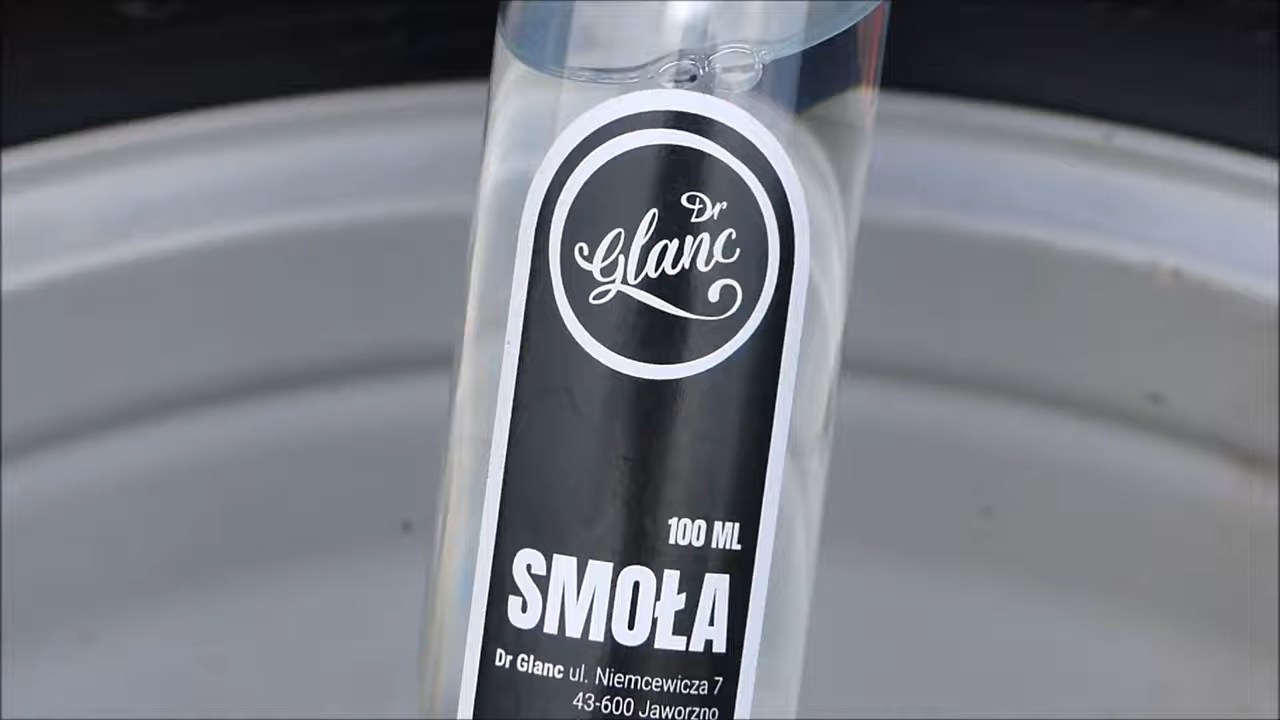 Dr
Glanc
100 ML
SMOŁA
Dr Glanc ul. Niemcewicza 7
43-600 Jaworzno